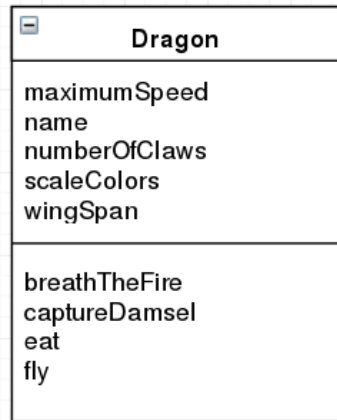 Dragon
maximumSpeed
name
numberOfClaws
scaleColors
wingSpan
breathTheFire
captureDamsel
eat
fly